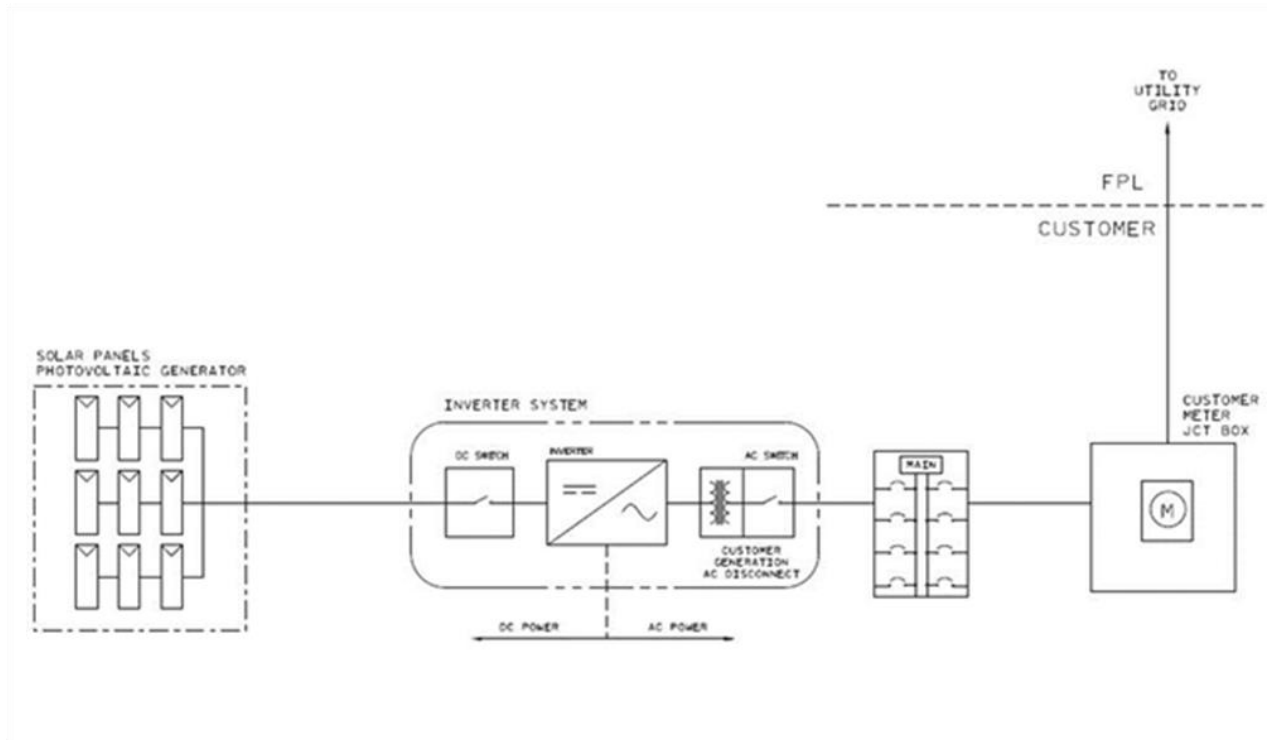 TO
UTILITY
GRID
FPL
CUSTOMER
SOLAR PANELS
PHOTOVOLTAIC GENERATOR
INVERTER SYSTEM
CUSTOMER
METER
JCT BOX
DC SWITCH
INVERTER
AC SWITCH
MAIN
M
CUSTOMER
GENERATION
AC DISCONNECT
DC POWER
AC POWER